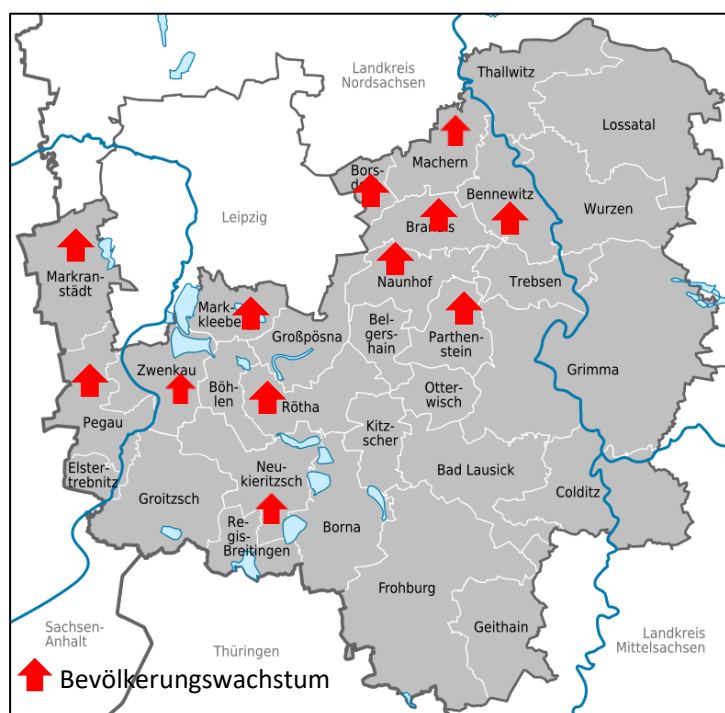 Landkreis
Nordsachsen
Thallwitz
Lossatal
Machern
Bors-
Bennewitz
Wurzen
Leipzig
Brandis
Markran-
städt
Naunhof
Trebsen
Mark-
kleebe
Großpösna
Bel-
gers-
hain
Parthen-
stein
Grimma
Zwenkau
Böh-
len
Rötha
Otter-
wisch
Pegau
Kitz-
scher
Elster-
trebnitz
Neu-
kieritzsch
Bad Lausick
Colditz
Groitzsch
Re-
gis-
Breitingen
Borna
Frohburg
Geithain
Sachsen-
Anhalt
Thüringen
Landkreis
Mittelsachsen
Bevölkerungswachstum